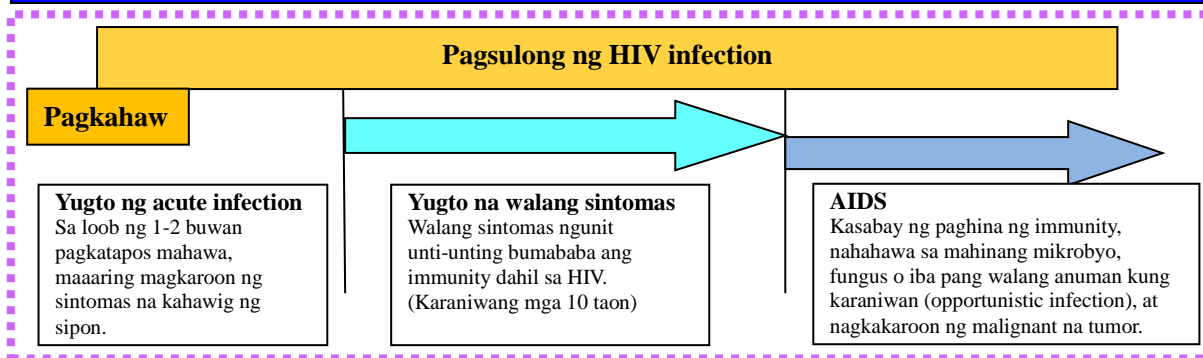 Pagsulong ng HIV infection
Pagkahaw
Yugto ng acute infection
Sa loob ng 1-2 buwan
pagkatapos mahawa,
maaaring magkaroon ng
sintomas na kahawig ng
sipon.
Yugto na walang sintomas
Walang sintomas ngunit
unti-unting bumababa ang
immunity dahil sa HIV.
(Karaniwang mga 10 taon)
AIDS
Kasabay ng paghina ng immunity,
nahahawa sa mahinang mikrobyo,
fungus o iba pang walang anuman kung
karaniwan (opportunistic infection), at
nagkakaroon ng malignant na tumor.